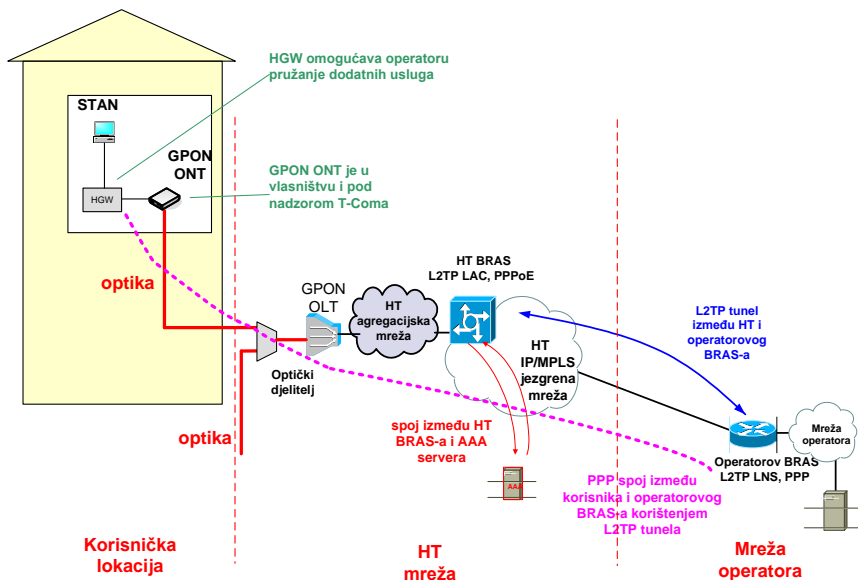 HGW omogućava operatoru
pružanje dodatnih usluga
STAN
GPON
ONT
HGW
GPON ONT je u
vlasništvu i pod
nadzorom T-Coma
optika
GPON
OLT
HT
agregacijska
mreža
HT BRAS
L2TP LAC, PPPoE
L2TP tunel
između HT i
operatorovog
BRAS-a
HT
IP/MPLS
jezgrena
mreža
Optički
djelitelj
optika
spoj između HT
BRAS-a i AAA
servera
AAA
Mreža
operatora
Operatorov BRAS
L2TP LNS, PPP
PPP spoj između
korisnika i operatorovog
BRAS-a korištenjem
L2TP tunela
Korisnička
lokacija
HT
mreža
Mreža
operatora